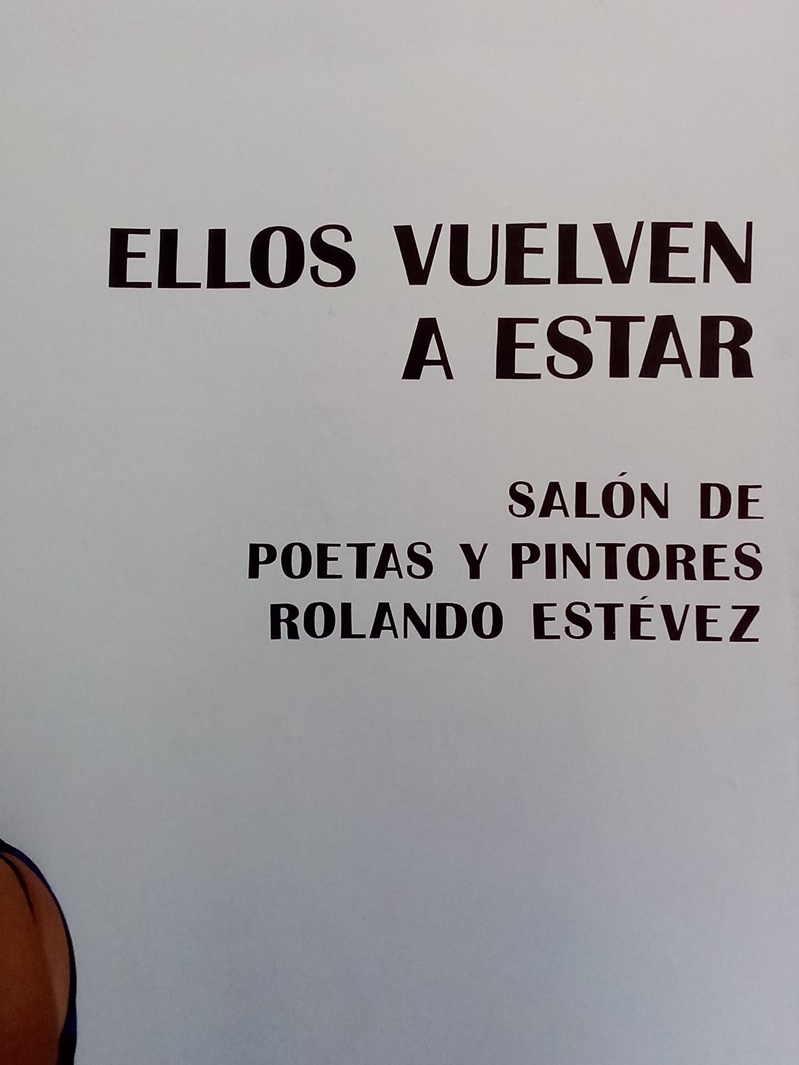 ELLOS VUELVEN
A ESTAR
SALÓN DE
POETAS Y PINTORES
ROLANDO ESTÉVEZ